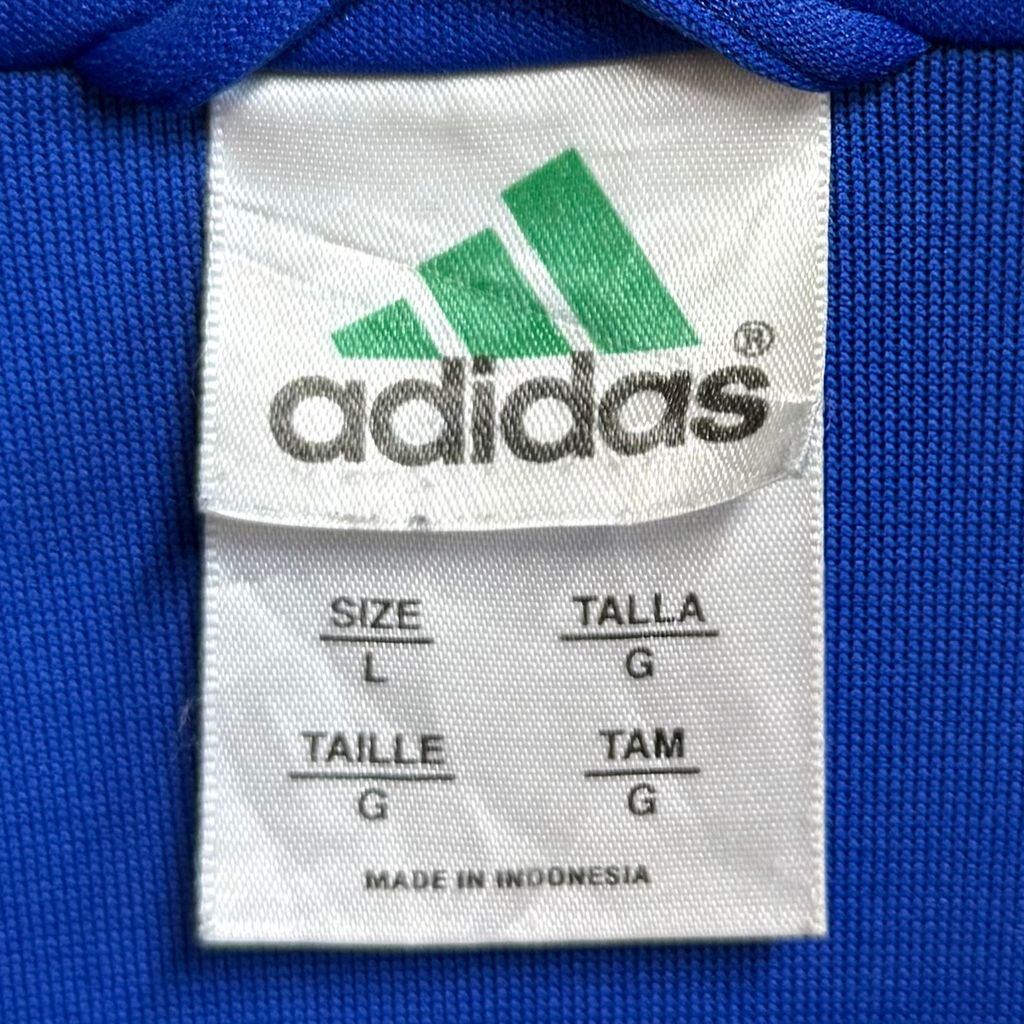 adidas®
SIZE TALLA
L G
TAILLE TAM
G G
MADE IN INDONESIA